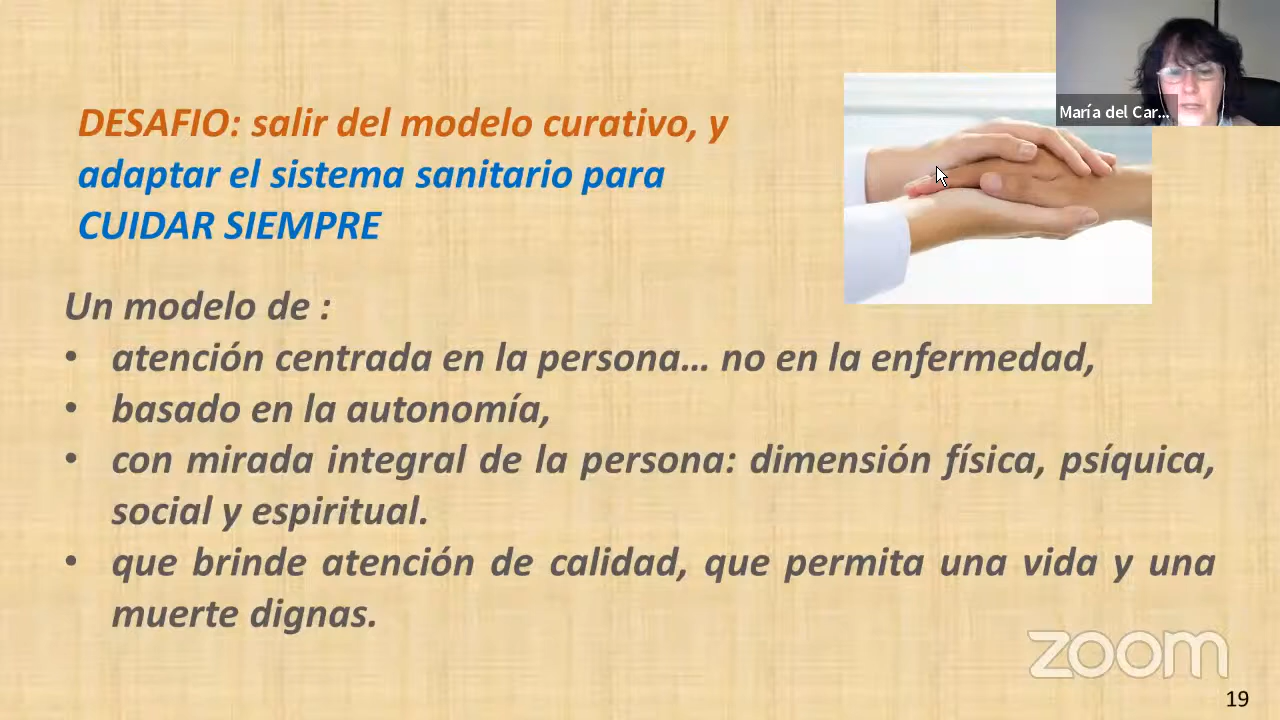 DESAFIO: salir del modelo curativo, y
adaptar el sistema sanitario para
CUIDAR SIEMPRE
María del Car...
Un modelo de :
• atención centrada en la persona... no en la enfermedad,
• basado en la autonomía,
• con mirada integral de la persona: dimensión física, psíquica,
social y espiritual.
• que brinde atención de calidad, que permita una vida y una
muerte dignas.
zoom
19